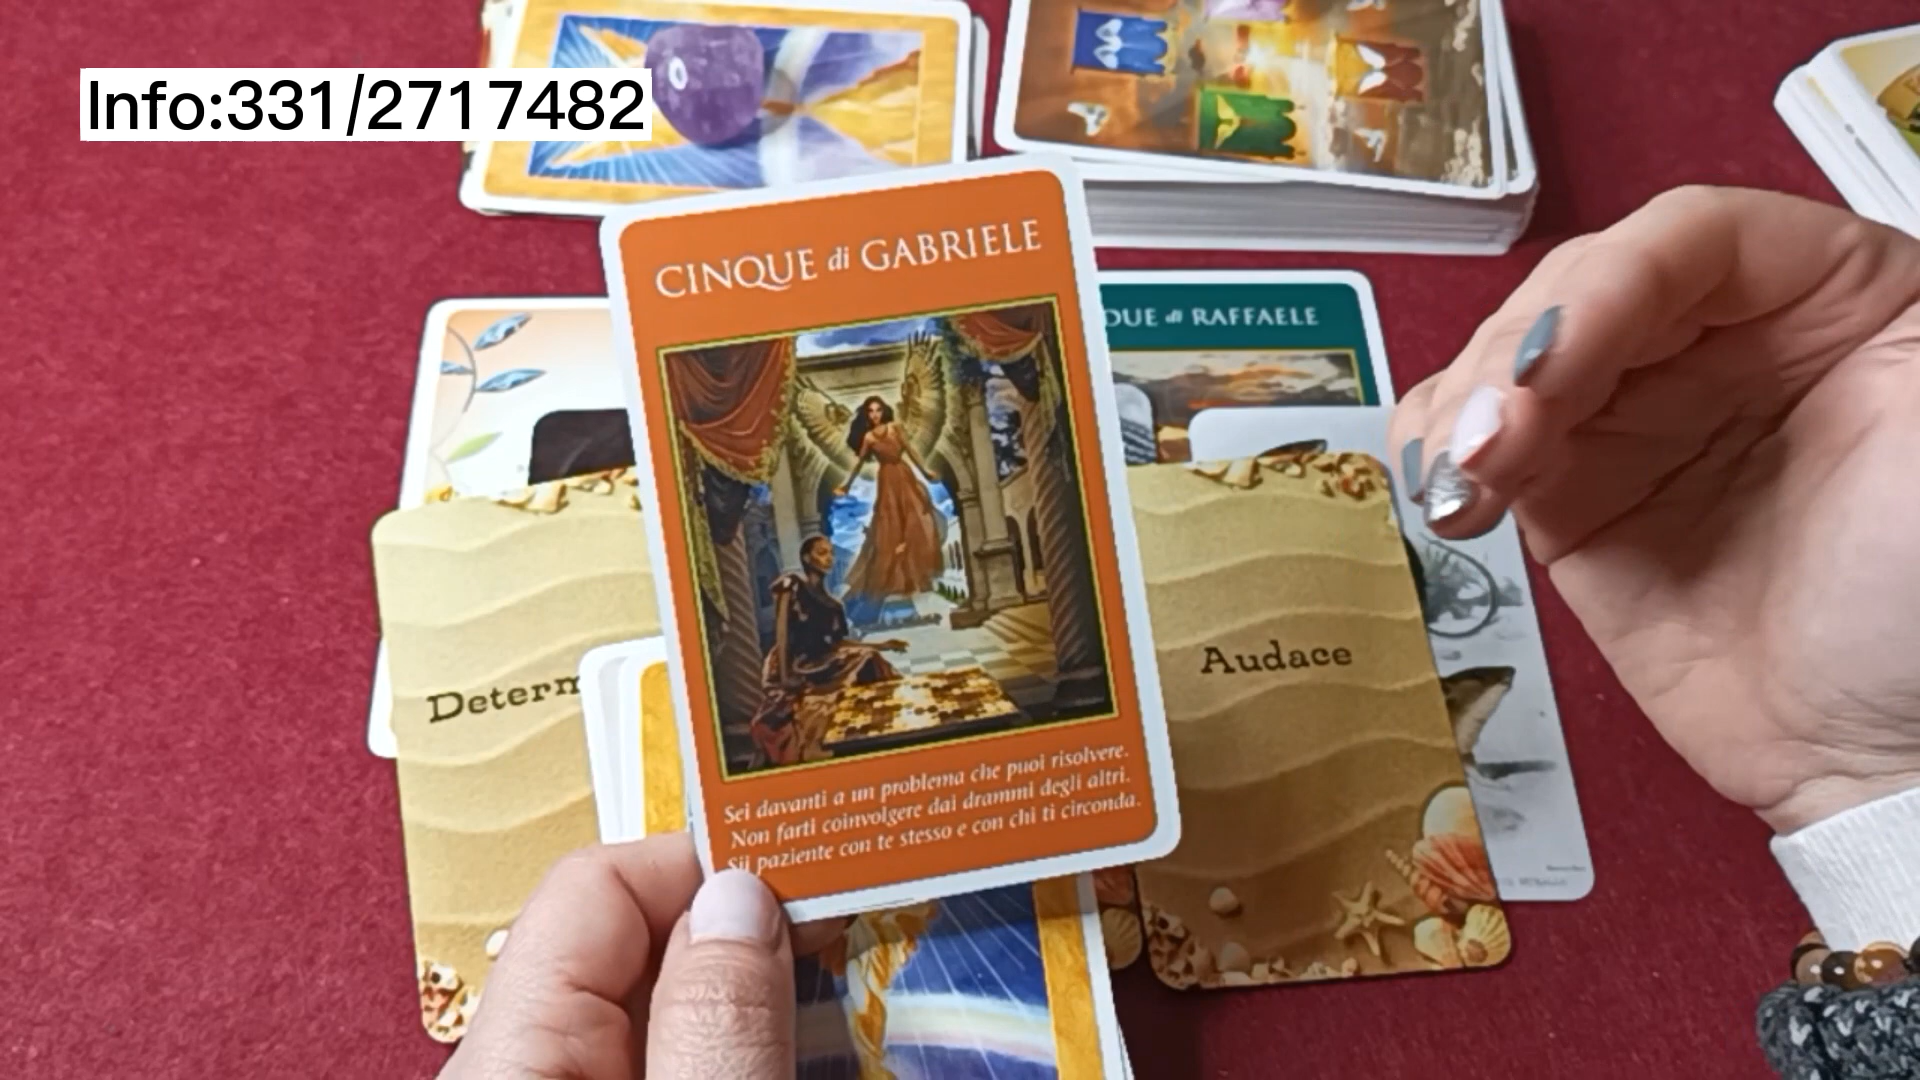 Info:331/2717482
CINQUE di GABRIELE
di RAFFAELE
Audace
Sei davanti a un problema che puoi risolvere.
Non farti coinvolgere dai drammi degli altri.
Sii paziente con te stesso e con chi ti circonda.